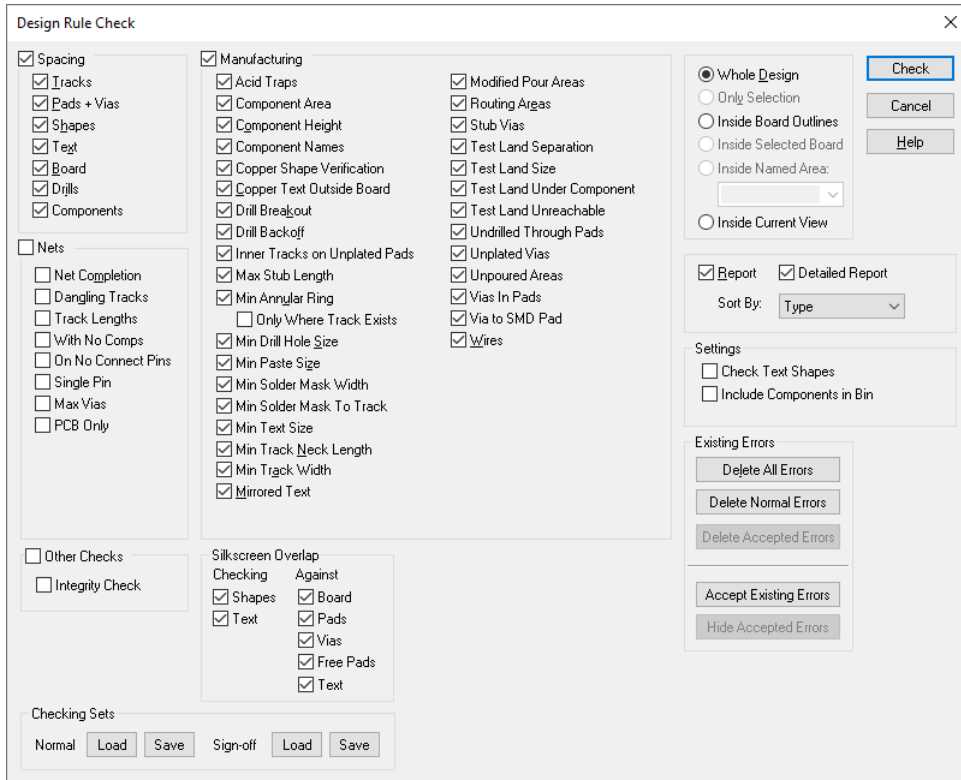 Design Rule Check
Spacing
Tracks
Pads + Vias
Shapes
Text
Board
Drills
Components
Nets
Net Completion
Dangling Tracks
Track Lengths
With No Comps
On No Connect Pins
Single Pin
Max Vias
PCB Only
Other Checks
Integrity Check
Manufacturing
Acid Traps
Component Area
Component Height
Component Names
Copper Shape Verification
Copper Text Outside Board
Drill Breakout
Drill Backoff
Inner Tracks on Unplated Pads
Max Stub Length
Min Annular Ring
Only Where Track Exists
Min Drill Hole Size
Min Paste Size
Min Solder Mask Width
Min Solder Mask To Track
Min Text Size
Min Track Neck Length
Min Track Width
Mirrored Text
Modified Pour Areas
Routing Areas
Stub Vias
Test Land Separation
Test Land Size
Test Land Under Component
Test Land Unreachable
Undrilled Through Pads
Unplated Vias
Unpoured Areas
Vias In Pads
Via to SMD Pad
Wires
Silkscreen Overlap
Checking
Shapes
Text
Against
Board
Pads
Vias
Free Pads
Text
Checking Sets
Normal Load Save Sign-off Load Save
Whole Design
Only Selection
Inside Board Outlines
Inside Selected Board
Inside Named Area:
Inside Current View
Check
Cancel
Help
Report Detailed Report
Sort By: Type
Settings
Check Text Shapes
Include Components in Bin
Existing Errors
Delete All Errors
Delete Normal Errors
Delete Accepted Errors
Accept Existing Errors
Hide Accepted Errors